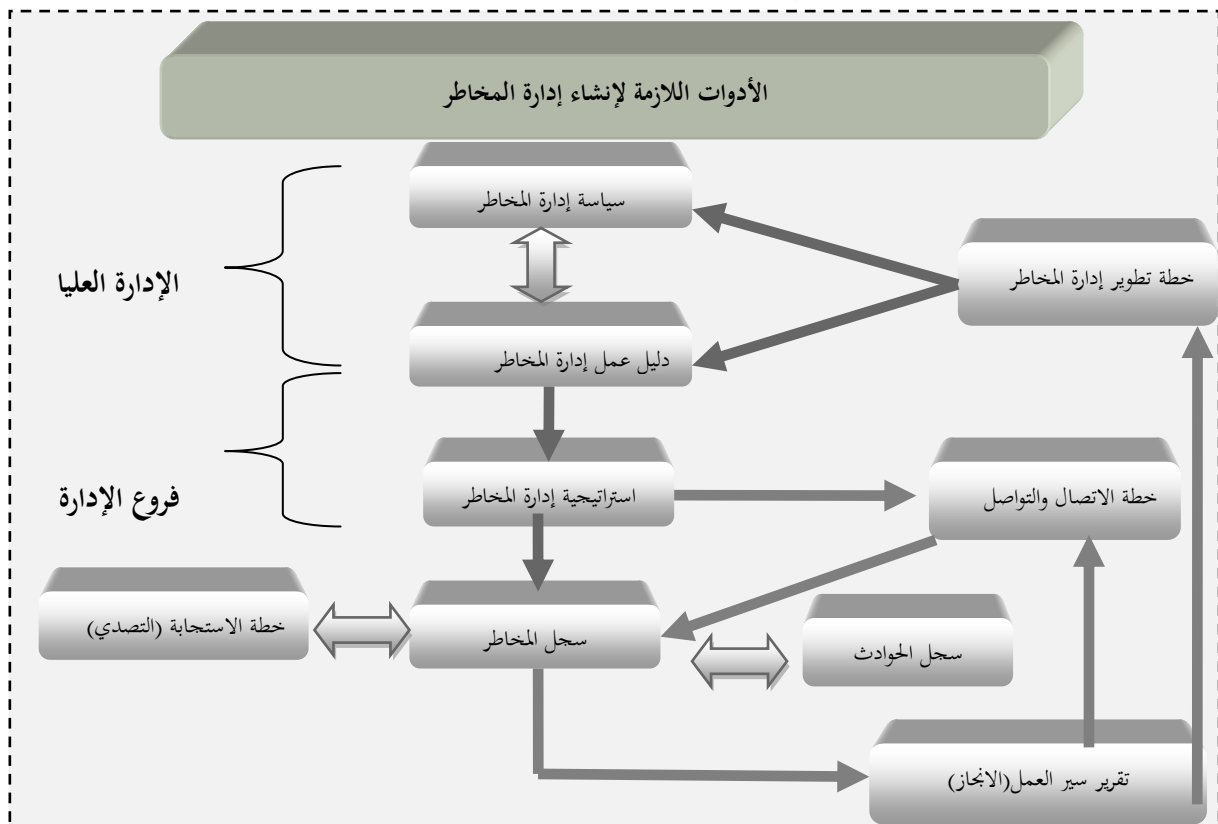 الأدوات اللازمة لإنشاء إدارة المخاطر
سياسة إدارة المخاطر
خطة تطوير إدارة المخاطر
الإدارة العليا
دليل عمل إدارة المخاطر
فروع الإدارة
استراتيجية إدارة المخاطر
خطة الاتصال والتواصل
خطة الاستجابة (التصدي)
سجل المخاطر
سجل الحوادث
تقرير سير العمل(الانجاز)